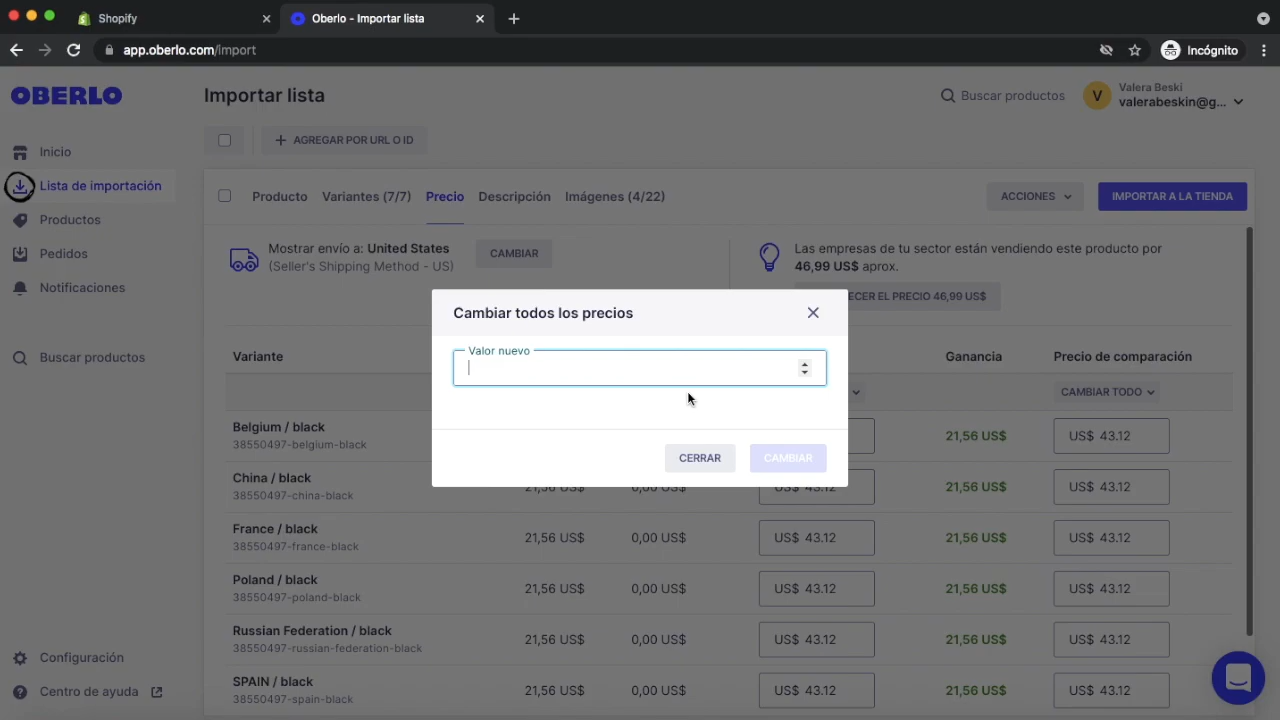 Shopify
Oberlo - Importar lista
app.oberlo.com/import
Incógnito
OBERLO
Importar lista
Buscar productos
V
Valera Beski
valerabeskin@g...
Inicio
Lista de importación
Productos
Pedidos
Notificaciones
Buscar productos
Configuración
Centro de ayuda
AGREGAR POR URL O ID
Producto
Variantes (7/7)
Precio
Descripción
Imágenes (4/22)
ACCIONES
IMPORTAR A LA TIENDA
Mostrar envío a: United States
(Seller's Shipping Method - US)
CAMBIAR
Las empresas de tu sector están vendiendo este producto por
46,99 US$ aprox.
ECER EL PRECIO 46,99 US$
Cambiar todos los precios
Valor nuevo
CERRAR
CAMBIAR
Variante
Ganancia
Precio de comparación
CAMBIAR TODO
Belgium / black
38550497-belgium-black
21,56 US$
US$ 43.12
China / black
38550497-china-black
21,56 US$
0,00 US$
US$ 43.12
21,56 US$
US$ 43.12
France / black
38550497-france-black
21,56 US$
0,00 US$
US$ 43.12
21,56 US$
US$ 43.12
Poland / black
38550497-poland-black
21,56 US$
0,00 US$
US$ 43.12
21,56 US$
US$ 43.12
Russian Federation / black
38550497-russian-federation-black
21,56 US$
0,00 US$
US$ 43.12
21,56 US$
US$ 43.12
SPAIN / black
38550497-spain-black
21,56 US$
0,00 US$
US$ 43.12
21,56 US$
US$ 43.12